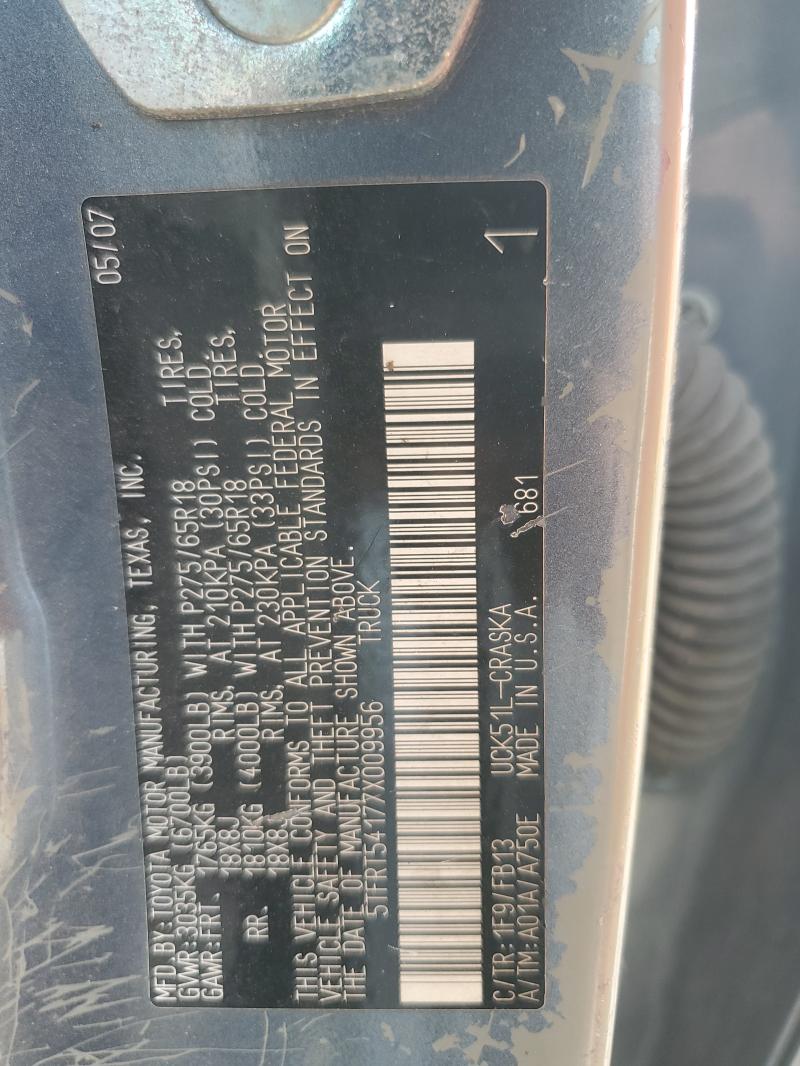 MFD.BY:TOYOTA MOTOR MANUFACTURING, TEXAS, INC. 05/07
GVWR:3035KG (6700LB)
GAWR:FRT. 1765KG (3900LB) WITH P275/65R18 TIRES,
18X8J RIMS, AT 210KPA (30PSI) COLD.
RR. 1810KG (4000LB) WITH P275/65R18 TIRES,
18X8J RIMS, AT 230KPA (33PSI) COLD.
THIS VEHICLE CONFORMS TO ALL APPLICABLE FEDERAL MOTOR
VEHICLE SAFETY AND THEFT PREVENTION STANDARDS IN EFFECT ON
THE DATE OF MANUFACTURE SHOWN ABOVE.
5TFRT54177X009956 TRUCK
C/TR:1F9/FB13 UCK51L-CRASKA 1
A/TM:A01A/A750E MADE IN U.S.A. 681